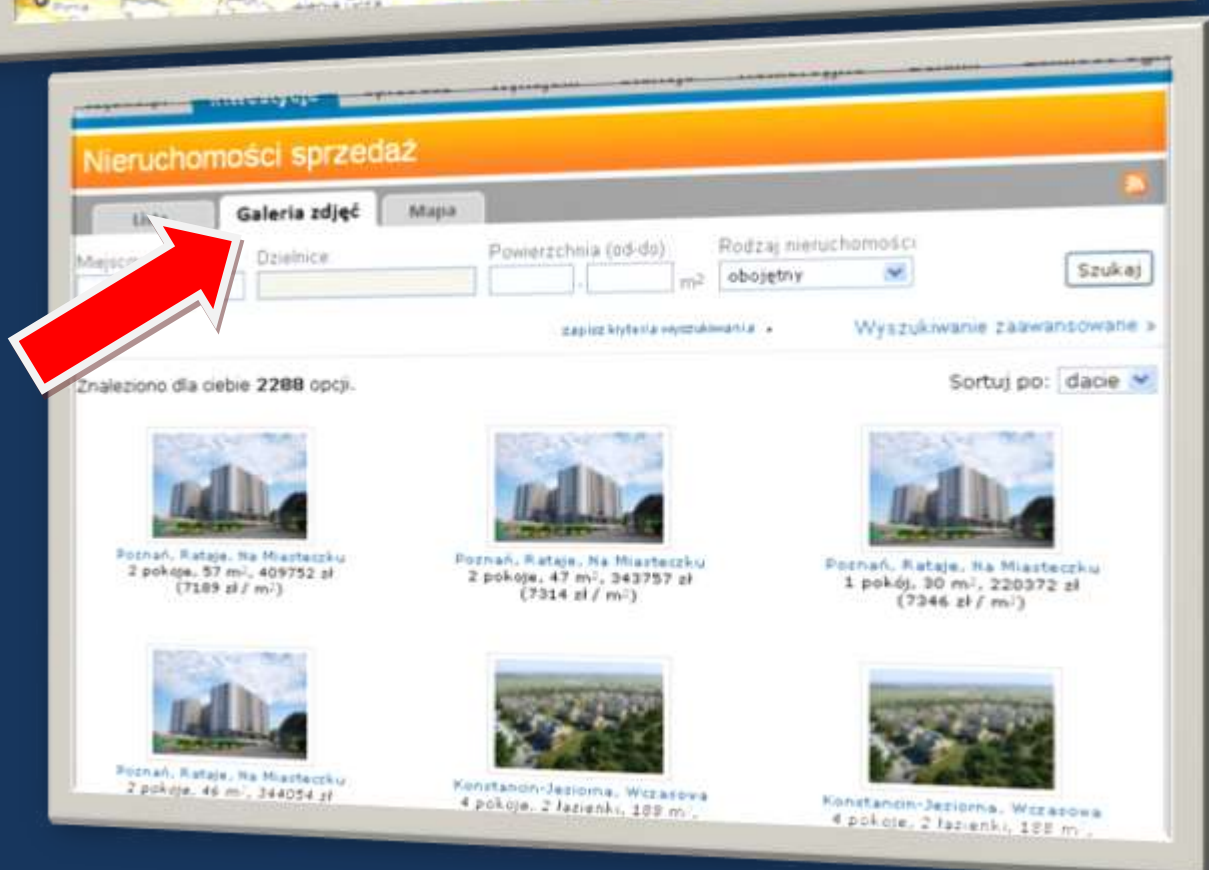 Nieruchomości sprzedaż
Galeria zdjęć Mapa
Dzielnice Powierzchnia (od-do) Rodzaj nieruchomości
- m² obojętny Szukaj
zapisz kryteria wyszukiwania Wyszukiwanie zaawansowane »
Znaleziono dla ciebie 2288 opcji. Sortuj po: dacie
Poznań, Rataje, Na Miasteczku
2 pokoje, 57 m², 409752 zł
(7189 zł / m²)
Poznań, Rataje, Na Miasteczku
2 pokoje, 47 m², 343757 zł
(7314 zł / m²)
Poznań, Rataje, Na Miasteczku
1 pokój, 30 m², 220372 zł
(7346 zł / m²)
Poznań, Rataje, Na Miasteczku
2 pokoje, 46 m², 344054 zł
Konstancin-Jeziorna, Wczasowa
4 pokoje, 2 łazienki, 188 m²,
Konstancin-Jeziorna, Wczasowa
4 pokoje, 2 łazienki, 188 m²,